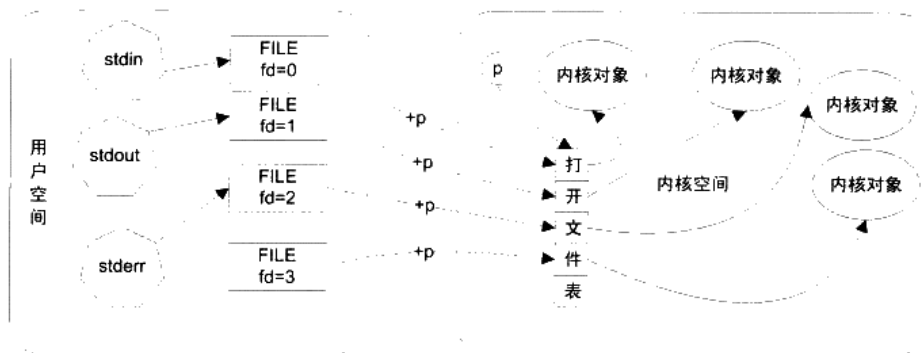 用
户
空
间
stdin
stdout
stderr
FILE
fd=0
FILE
fd=1
FILE
fd=2
FILE
fd=3
+p
+p
+p
+p
p
打
开
文
件
表
内核对象
内核对象
内核对象
内核对象
内核空间